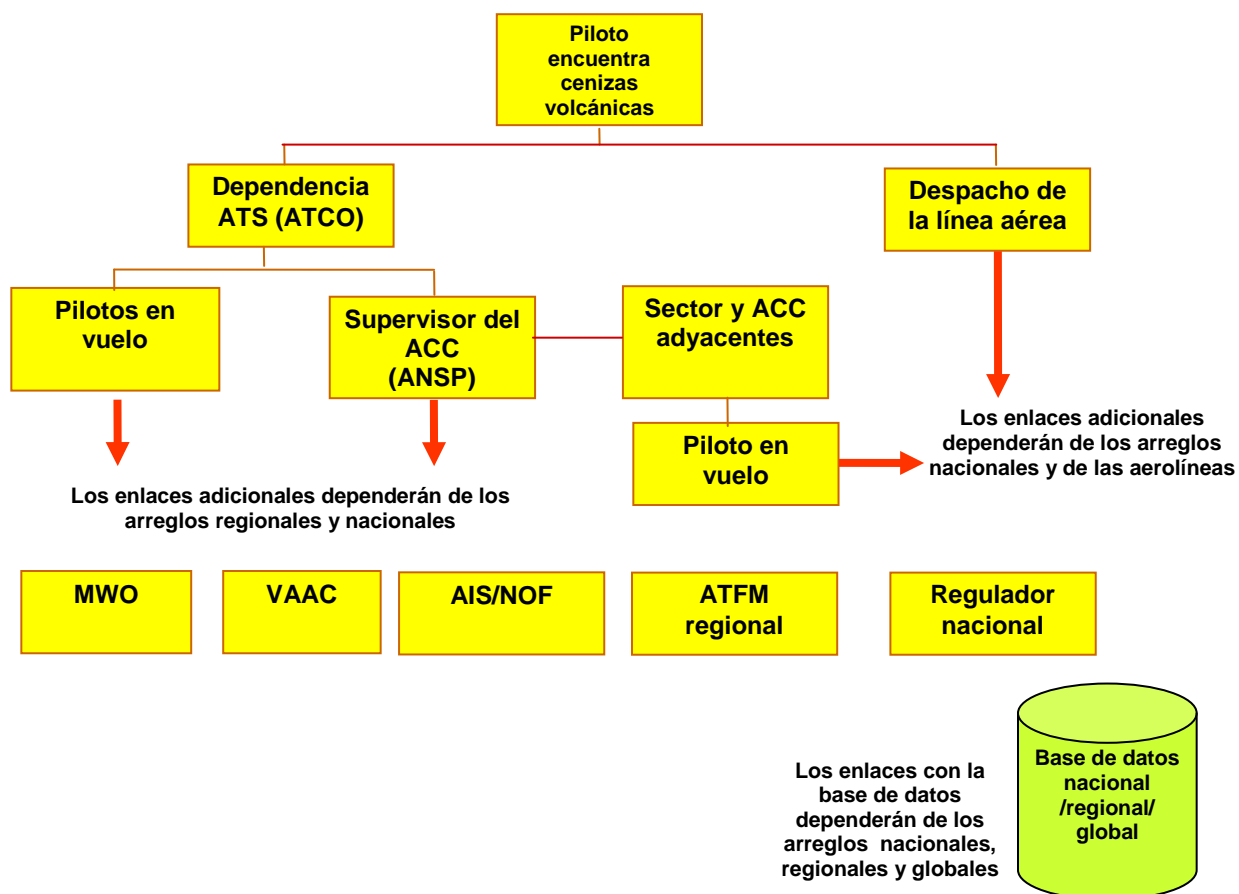 Piloto
encuentra
cenizas
volcánicas
Dependencia
ATS (ATCO)
Despacho de
la línea aérea
Pilotos en
vuelo
Supervisor del
ACC
(ANSP)
Sector y ACC
adyacentes
Piloto en
vuelo
Los enlaces adicionales
dependerán de los arreglos
nacionales y de las aerolíneas
Los enlaces adicionales dependerán de los
arreglos regionales y nacionales
MWO
VAAC
AIS/NOF
ATFM
regional
Regulador
nacional
Los enlaces con la
base de datos
dependerán de los
arreglos nacionales,
regionales y globales
Base de datos
nacional
/regional/
global